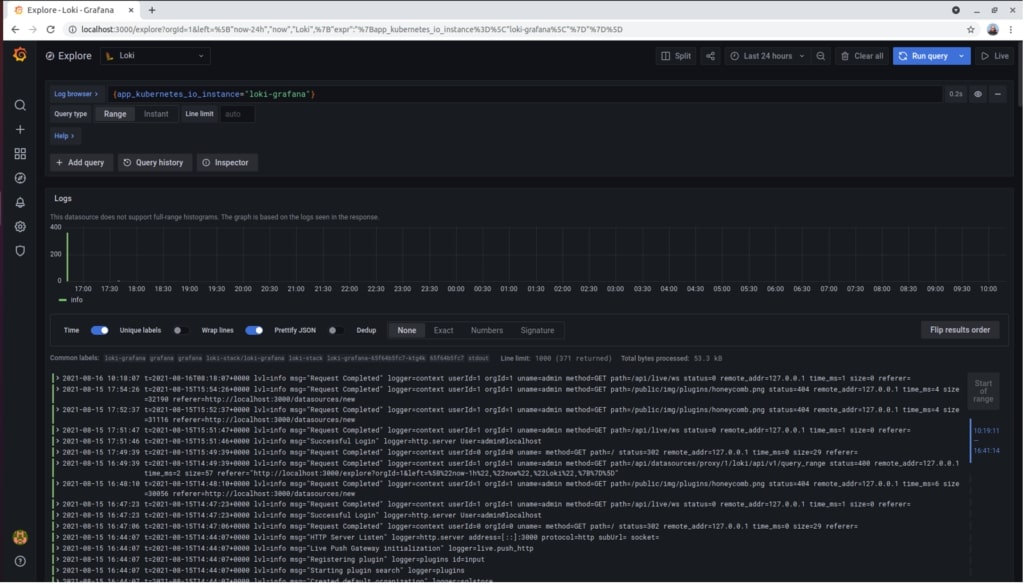 Explore - Loki - Grafana
localhost:3000/explore?orgId=1&left=%5B"now-24h","now","Loki",%7B"expr":"%7Bapp_kubernetes_io_instance%3D%5C"loki-grafana%5C"%7D"%7D%5D
Explore Loki Split Last 24 hours Clear all Run query Live
Log browser > {app_kubernetes_io_instance="loki-grafana"} 0.2s
Query type Range Instant Line limit auto
Help >
+ Add query Query history Inspector
Logs
This datasource does not support full-range histograms. The graph is based on the logs seen in the response.
400
200
0
17:00 17:30 18:00 18:30 19:00 19:30 20:00 20:30 21:00 21:30 22:00 22:30 23:00 23:30 00:00 00:30 01:00 01:30 02:00 02:30 03:00 03:30 04:00 04:30 05:00 05:30 06:00 06:30 07:00 07:30 08:00 08:30 09:00 09:30 10:00
info
Time Unique labels Wrap lines Prettify JSON Dedup None Exact Numbers Signature Flip results order
Common labels: loki-grafana grafana grafana loki-stack/loki-grafana loki-stack loki-grafana-65f64b5fc7-ktg4k 65f64b5fc7 stdout Line limit: 1000 (371 returned) Total bytes processed: 53.3 kB
> 2021-08-16 10:18:07 t=2021-08-16T08:18:07+0000 lvl=info msg="Request Completed" logger=context userId=1 orgId=1 uname=admin method=GET path=/api/live/ws status=0 remote_addr=127.0.0.1 time_ms=1 size=0 referer=
> 2021-08-15 17:54:26 t=2021-08-15T15:54:26+0000 lvl=info msg="Request Completed" logger=context userId=1 orgId=1 uname=admin method=GET path=/public/img/plugins/honeycomb.png status=404 remote_addr=127.0.0.1 time_ms=4 size
=32190 referer=http://localhost:3000/datasources/new
> 2021-08-15 17:52:37 t=2021-08-15T15:52:37+0000 lvl=info msg="Request Completed" logger=context userId=1 orgId=1 uname=admin method=GET path=/public/img/plugins/honeycomb.png status=404 remote_addr=127.0.0.1 time_ms=4 size
=31116 referer=http://localhost:3000/datasources/new
> 2021-08-15 17:51:47 t=2021-08-15T15:51:47+0000 lvl=info msg="Request Completed" logger=context userId=1 orgId=1 uname=admin method=GET path=/api/live/ws status=0 remote_addr=127.0.0.1 time_ms=0 size=0 referer=
> 2021-08-15 17:51:46 t=2021-08-15T15:51:46+0000 lvl=info msg="Successful Login" logger=http.server User=admin@localhost
> 2021-08-15 17:49:39 t=2021-08-15T15:49:39+0000 lvl=info msg="Request Completed" logger=context userId=0 orgId=0 uname= method=GET path=/ status=302 remote_addr=127.0.0.1 time_ms=0 size=29 referer=
> 2021-08-15 16:49:39 t=2021-08-15T14:49:39+0000 lvl=info msg="Request Completed" logger=context userId=1 orgId=1 uname=admin method=GET path=/api/datasources/proxy/1/loki/api/v1/query_range status=400 remote_addr=127.0.0.1
time_ms=2 size=57 referer="http://localhost:3000/explore?orgId=1&left=%5B%22now-1h%22,%22now%22,%22Loki%22,%7B%7D%5D"
> 2021-08-15 16:48:10 t=2021-08-15T14:48:10+0000 lvl=info msg="Request Completed" logger=context userId=1 orgId=1 uname=admin method=GET path=/public/img/plugins/honeycomb.png status=404 remote_addr=127.0.0.1 time_ms=6 size
=30056 referer=http://localhost:3000/datasources/new
> 2021-08-15 16:47:23 t=2021-08-15T14:47:23+0000 lvl=info msg="Request Completed" logger=context userId=1 orgId=1 uname=admin method=GET path=/api/live/ws status=0 remote_addr=127.0.0.1 time_ms=0 size=0 referer=
> 2021-08-15 16:47:23 t=2021-08-15T14:47:23+0000 lvl=info msg="Successful Login" logger=http.server User=admin@localhost
> 2021-08-15 16:47:06 t=2021-08-15T14:47:06+0000 lvl=info msg="Request Completed" logger=context userId=0 orgId=0 uname= method=GET path=/ status=302 remote_addr=127.0.0.1 time_ms=0 size=29 referer=
> 2021-08-15 16:44:07 t=2021-08-15T14:44:07+0000 lvl=info msg="HTTP Server Listen" logger=http.server address=[::]:3000 protocol=http subUrl= socket=
> 2021-08-15 16:44:07 t=2021-08-15T14:44:07+0000 lvl=info msg="Live Push Gateway initialization" logger=live.push_http
> 2021-08-15 16:44:07 t=2021-08-15T14:44:07+0000 lvl=info msg="Registering plugin" logger=plugins id=input
> 2021-08-15 16:44:07 t=2021-08-15T14:44:07+0000 lvl=info msg="Starting plugin search" logger=plugins
> 2021-08-15 16:44:07 t=2021-08-15T14:44:07+0000 lvl=info msg="Created default organization" logger=sqlstore
Start
of
range
10:19:11
—
16:41:14